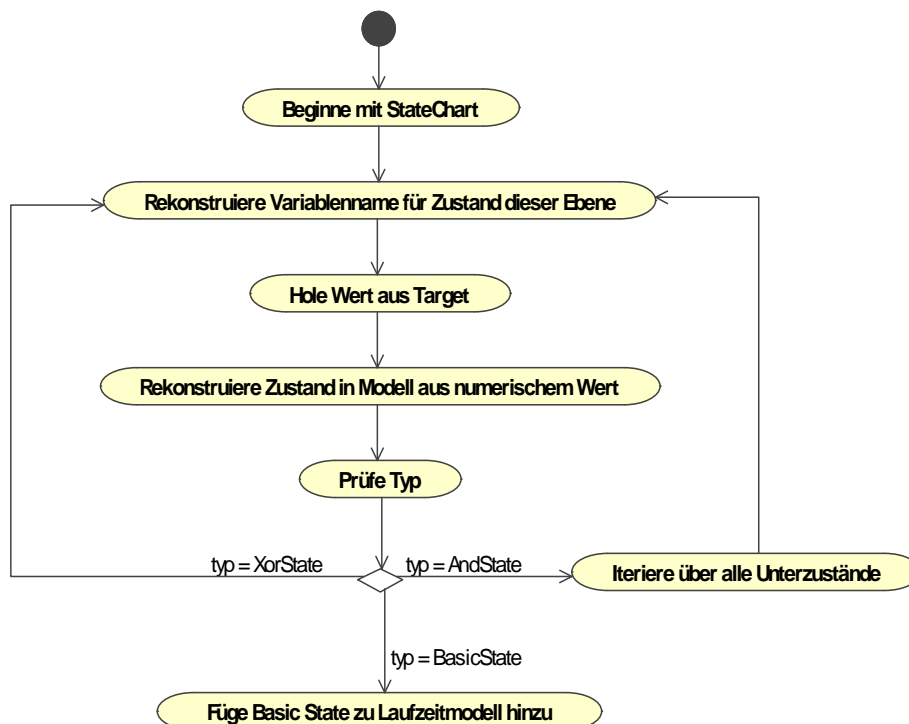 Beginne mit StateChart
Rekonstruiere Variablenname für Zustand dieser Ebene
Hole Wert aus Target
Rekonstruiere Zustand in Modell aus numerischem Wert
Prüfe Typ
typ = XorState
typ = AndState
Iteriere über alle Unterzustände
typ = BasicState
Füge Basic State zu Laufzeitmodell hinzu